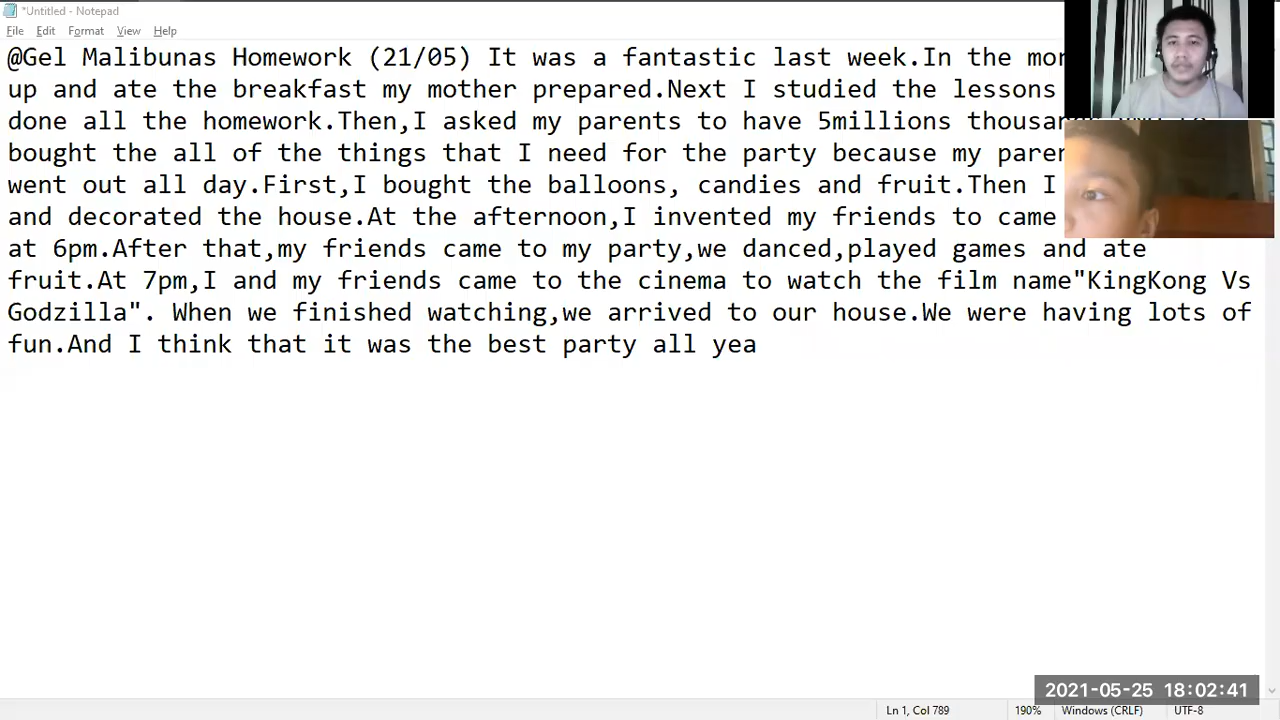 *Untitled - Notepad
File Edit Format View Help
@Gel Malibunas Homework (21/05) It was a fantastic last week.In the
up and ate the breakfast my mother prepared.Next I studied the lessons
done all the homework.Then,I asked my parents to have 5millions
bought the all of the things that I need for the party because my
went out all day.First,I bought the balloons, candies and fruit.Then I
and decorated the house.At the afternoon,I invented my friends to came
at 6pm.After that,my friends came to my party,we danced,played games and ate
fruit.At 7pm,I and my friends came to the cinema to watch the film name"KingKong Vs
Godzilla". When we finished watching,we arrived to our house.We were having lots of
fun.And I think that it was the best party all yea
2021-05-25 18:02:41
Ln 1, Col 789 190% Windows (CRLF) UTF-8